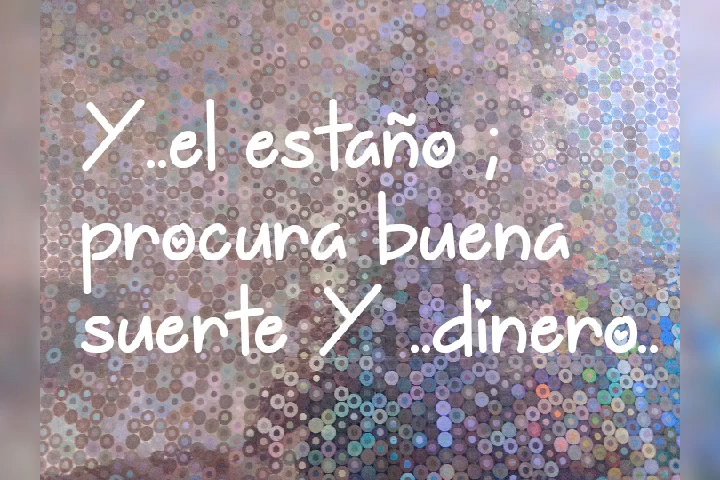 Y..el estaño ;
procura buena
suerte Y ..dinero..